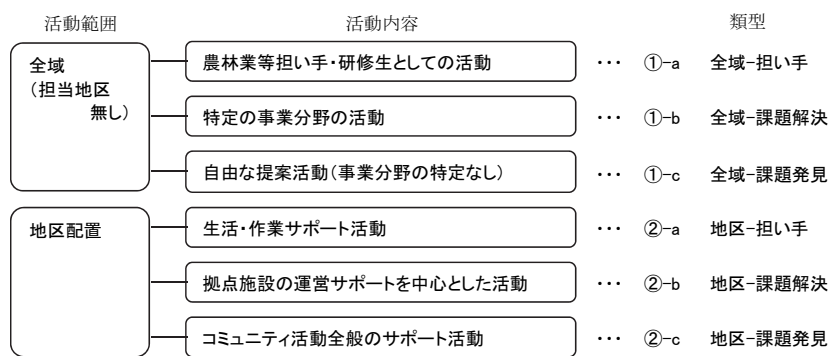 活動範囲 活動内容 類型
全域
(担当地区
無し)
農林業等担い手・研修生としての活動 … ①-a 全域-担い手
特定の事業分野の活動 … ①-b 全域-課題解決
自由な提案活動(事業分野の特定なし) … ①-c 全域-課題発見
地区配置
生活・作業サポート活動 … ②-a 地区-担い手
拠点施設の運営サポートを中心とした活動 … ②-b 地区-課題解決
コミュニティ活動全般のサポート活動 … ②-c 地区-課題発見